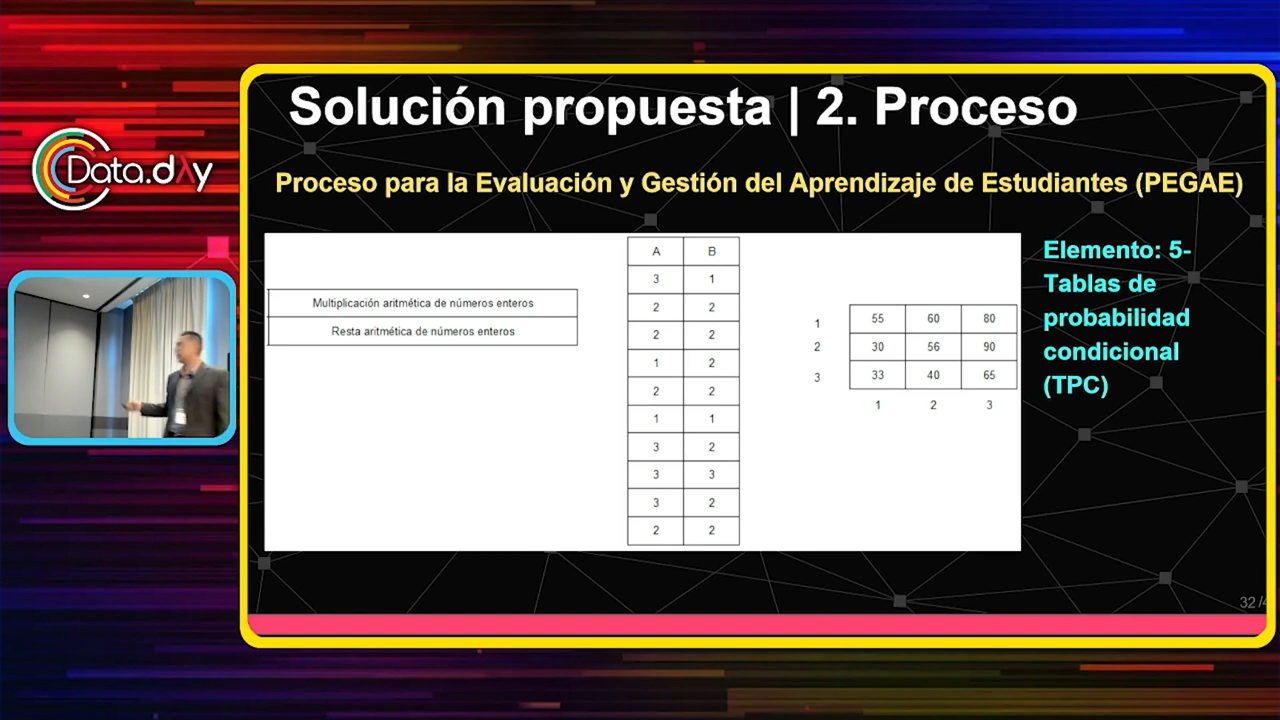 Solución propuesta | 2. Proceso
Data.dλy
Proceso para la Evaluación y Gestión del Aprendizaje de Estudiantes (PEGAE)
Multiplicación aritmética de números enteros
Resta aritmética de números enteros
A B
3 1
2 2
2 2
1 2
2 2
1 1
3 2
3 3
3 2
2 2
1 55 60 80
2 30 56 90
3 33 40 65
1 2 3
Elemento: 5-
Tablas de
probabilidad
condicional
(TPC)
32 /4